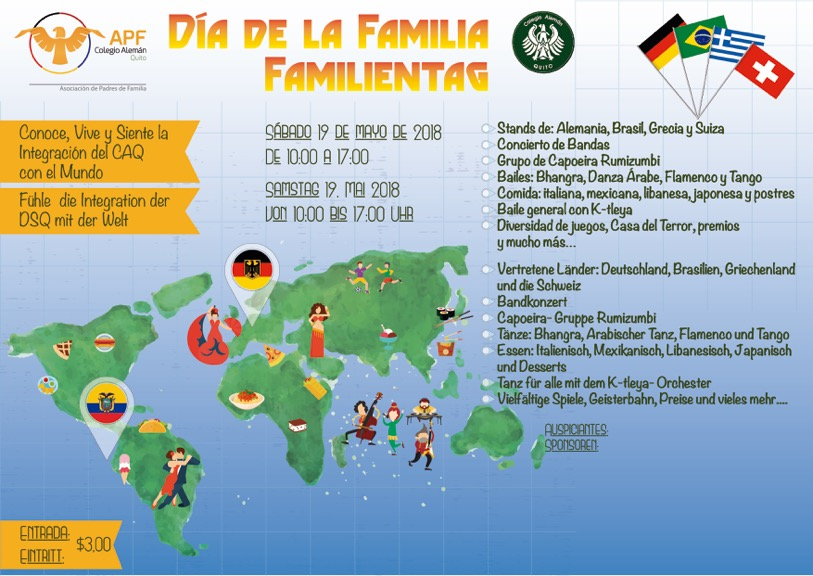 APF
Colegio Alemán
Quito
Asociación de Padres de Familia
DÍA DE LA FAMILIA
FAMILIENTAG
Colegio Alemán
QUITO
Conoce, Vive y Siente la
Integración del CAQ
con el Mundo
Fühle die Integration der
DSQ mit der Welt
SÁBADO 19 DE MAYO DE 2018
DE 10:00 A 17:00
SAMSTAG 19. MAI 2018
VON 10:00 BIS 17:00 UHR
Stands de: Alemania, Brasil, Grecia y Suiza
Concierto de Bandas
Grupo de Capoeira Rumizumbi
Bailes: Bhangra, Danza Árabe, Flamenco y Tango
Comida: italiana, mexicana, libanesa, japonesa y postres
Baile general con K-tleya
Diversidad de juegos, Casa del Terror, premios
y mucho más...
Vertretene Länder: Deutschland, Brasilien, Griechenland
und die Schweiz
Bandkonzert
Capoeira- Gruppe Rumizumbi
Tänze: Bhangra, Arabischer Tanz, Flamenco und Tango
Essen: Italienisch, Mexikanisch, Libanesisch, Japanisch
und Desserts
Tanz für alle mit dem K-tleya- Orchester
Vielfältige Spiele, Geisterbahn, Preise und vieles mehr....
AUSPICIANTES:
SPONSOREN:
ENTRADA:
EINTRITT:
$3,00